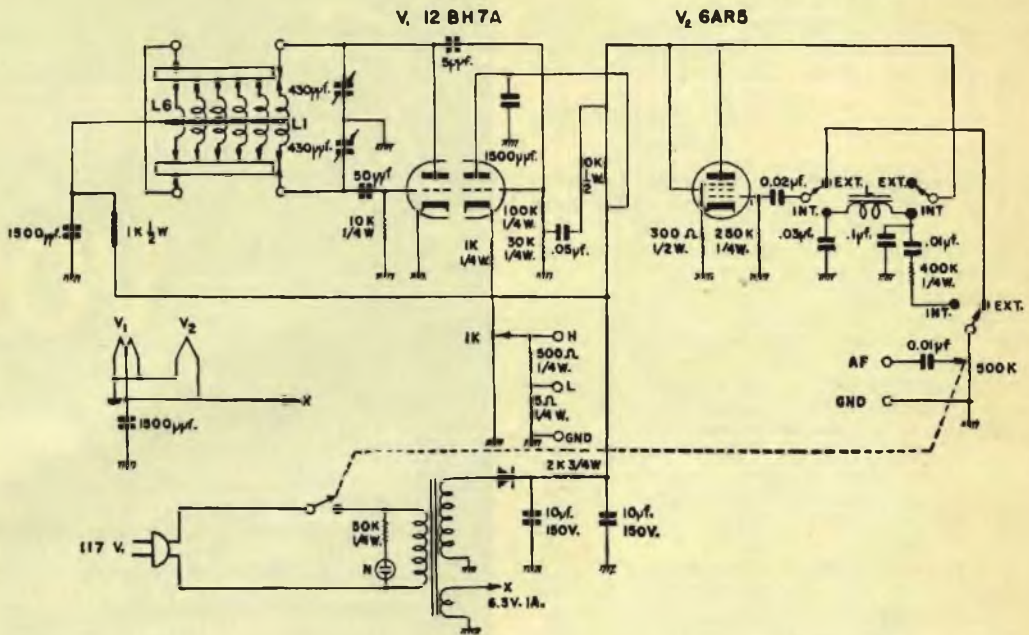 V₁ 12 BH7A
V₂ 6AR5
5μμf.
430μμf.
L6
L1
430μμf.
1500μμf.
50μμf.
10K
1/2
W.
0.02μf.
EXT.
EXT.
INT.
INT
1500μμf.
1K 1/2 W
10K
1/4W
1K
1/4W.
100K
1/4W.
30K
1/4W.
.05μf.
300Ω
1/2W.
250K
1/4W.
.03μf.
.1μf.
.01μf.
400K
1/4W.
INT.
EXT.
V₁
V₂
1K
H
500Ω
1/4W.
L
15Ω
1/4W.
GND
AF
0.01μf
500K
GND
X
1500μμf.
2K 3/4W
117 V.
50K
1/4W.
N
10μf.
150V.
10μf.
150V.
X
6.3V. 1A.